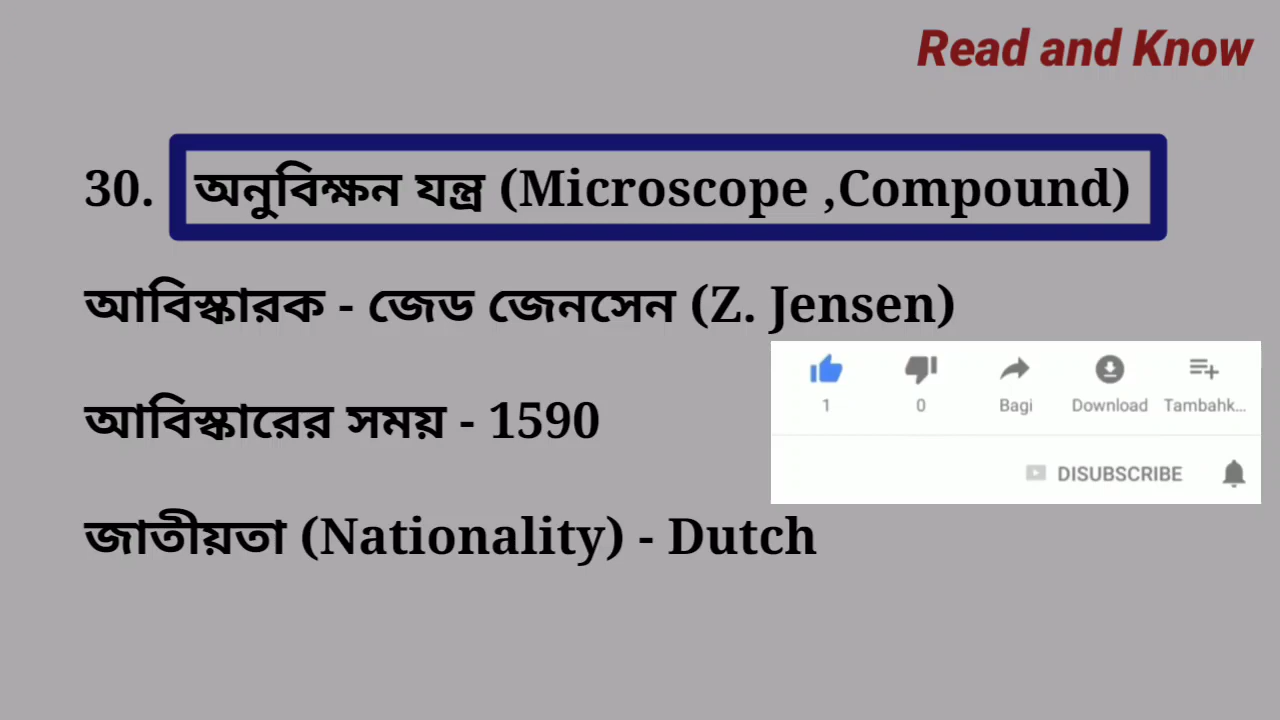 Read and Know
30. অনুবিক্ষন যন্ত্র (Microscope ,Compound)
আবিস্কারক - জেড জেনসেন (Z. Jensen)
1 0 Bagi Download Tambahk...
আবিস্কারের সময় - 1590
DISUBSCRIBE
জাতীয়তা (Nationality) - Dutch